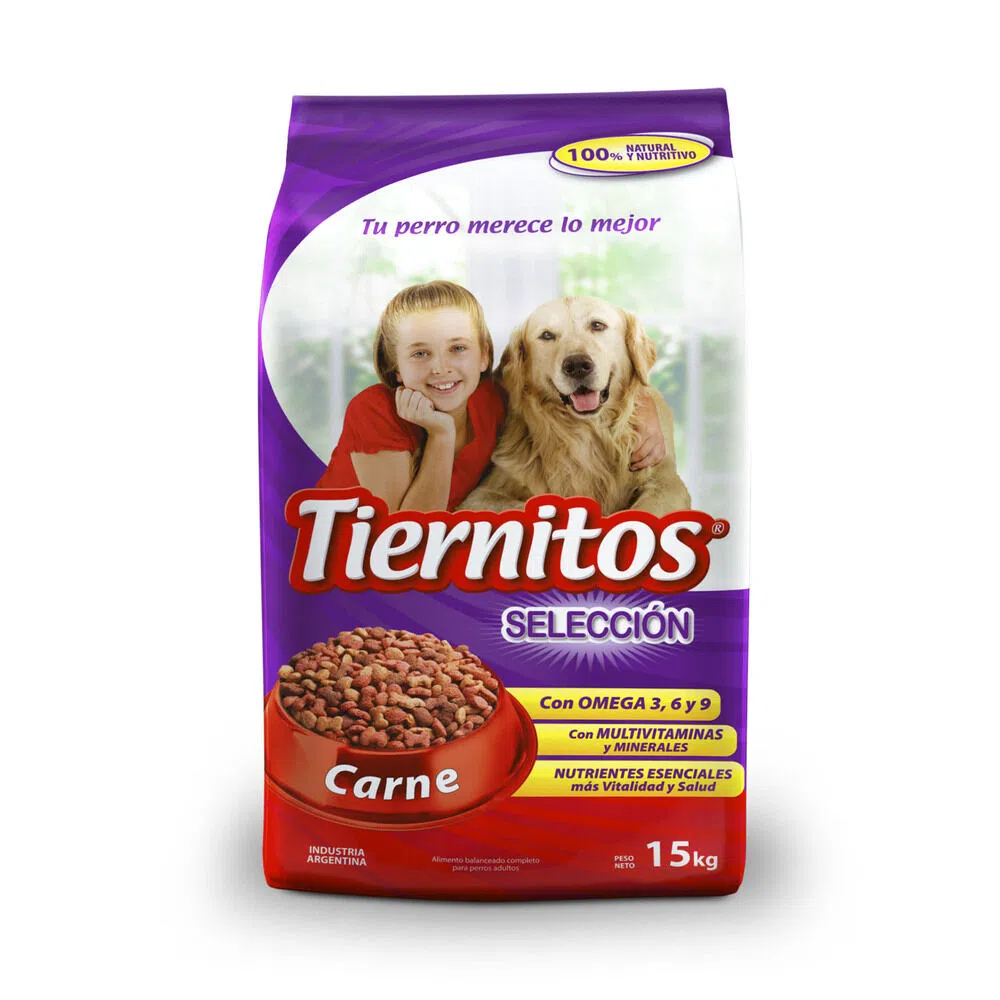 100% NATURAL
Y NUTRITIVO
Tu perro merece lo mejor
Tiernitos®
SELECCIÓN
Con OMEGA 3, 6 y 9
Con MULTIVITAMINAS
y MINERALES
NUTRIENTES ESENCIALES
más Vitalidad y Salud
Carne
INDUSTRIA
ARGENTINA
Alimento balanceado completo
para perros adultos
PESO
NETO 15kg